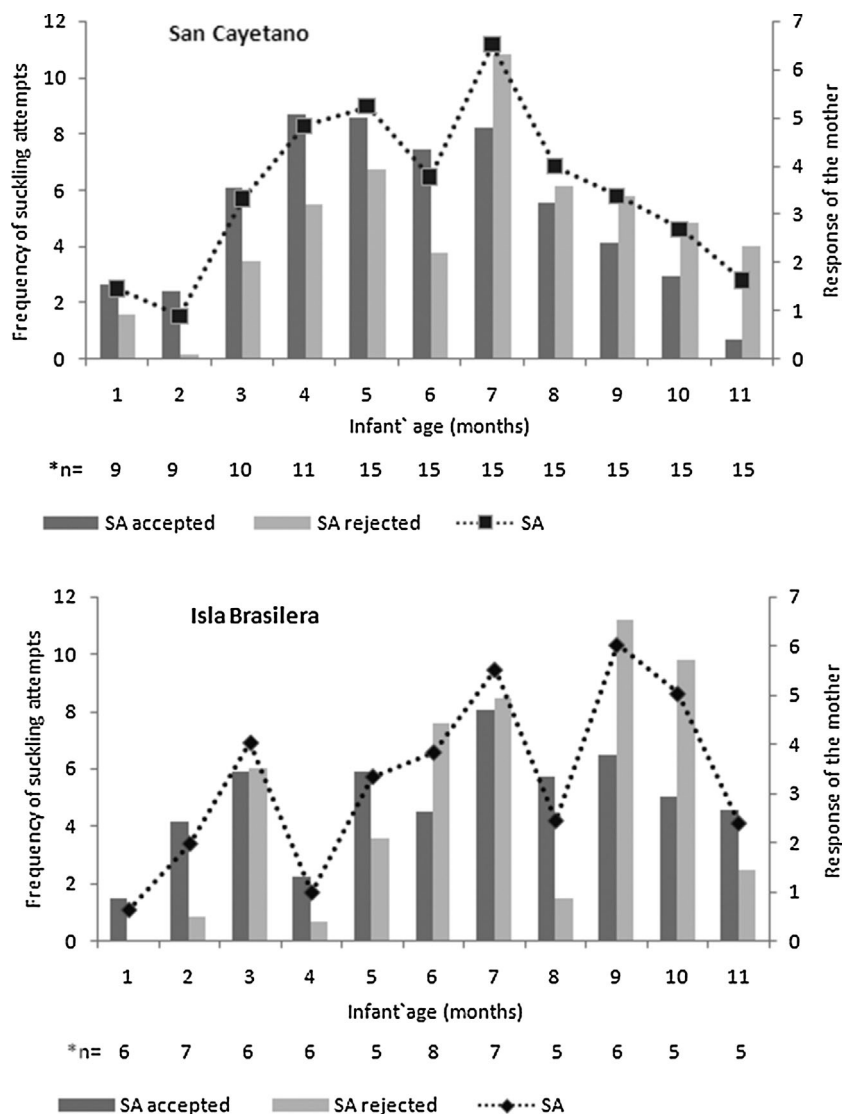 San Cayetano
Frequency of suckling attempts
12
10
8
6
4
2
0
7
6
5
4
3
2
1
0
Response of the mother
1 2 3 4 5 6 7 8 9 10 11
Infant` age (months)
*n= 9 9 10 11 15 15 15 15 15 15 15
SA accepted SA rejected SA
Isla Brasilera
Frequency of suckling attempts
12
10
8
6
4
2
0
7
6
5
4
3
2
1
0
Response of the mother
1 2 3 4 5 6 7 8 9 10 11
Infant`age (months)
*n= 6 7 6 6 5 8 7 5 6 5 5
SA accepted SA rejected SA